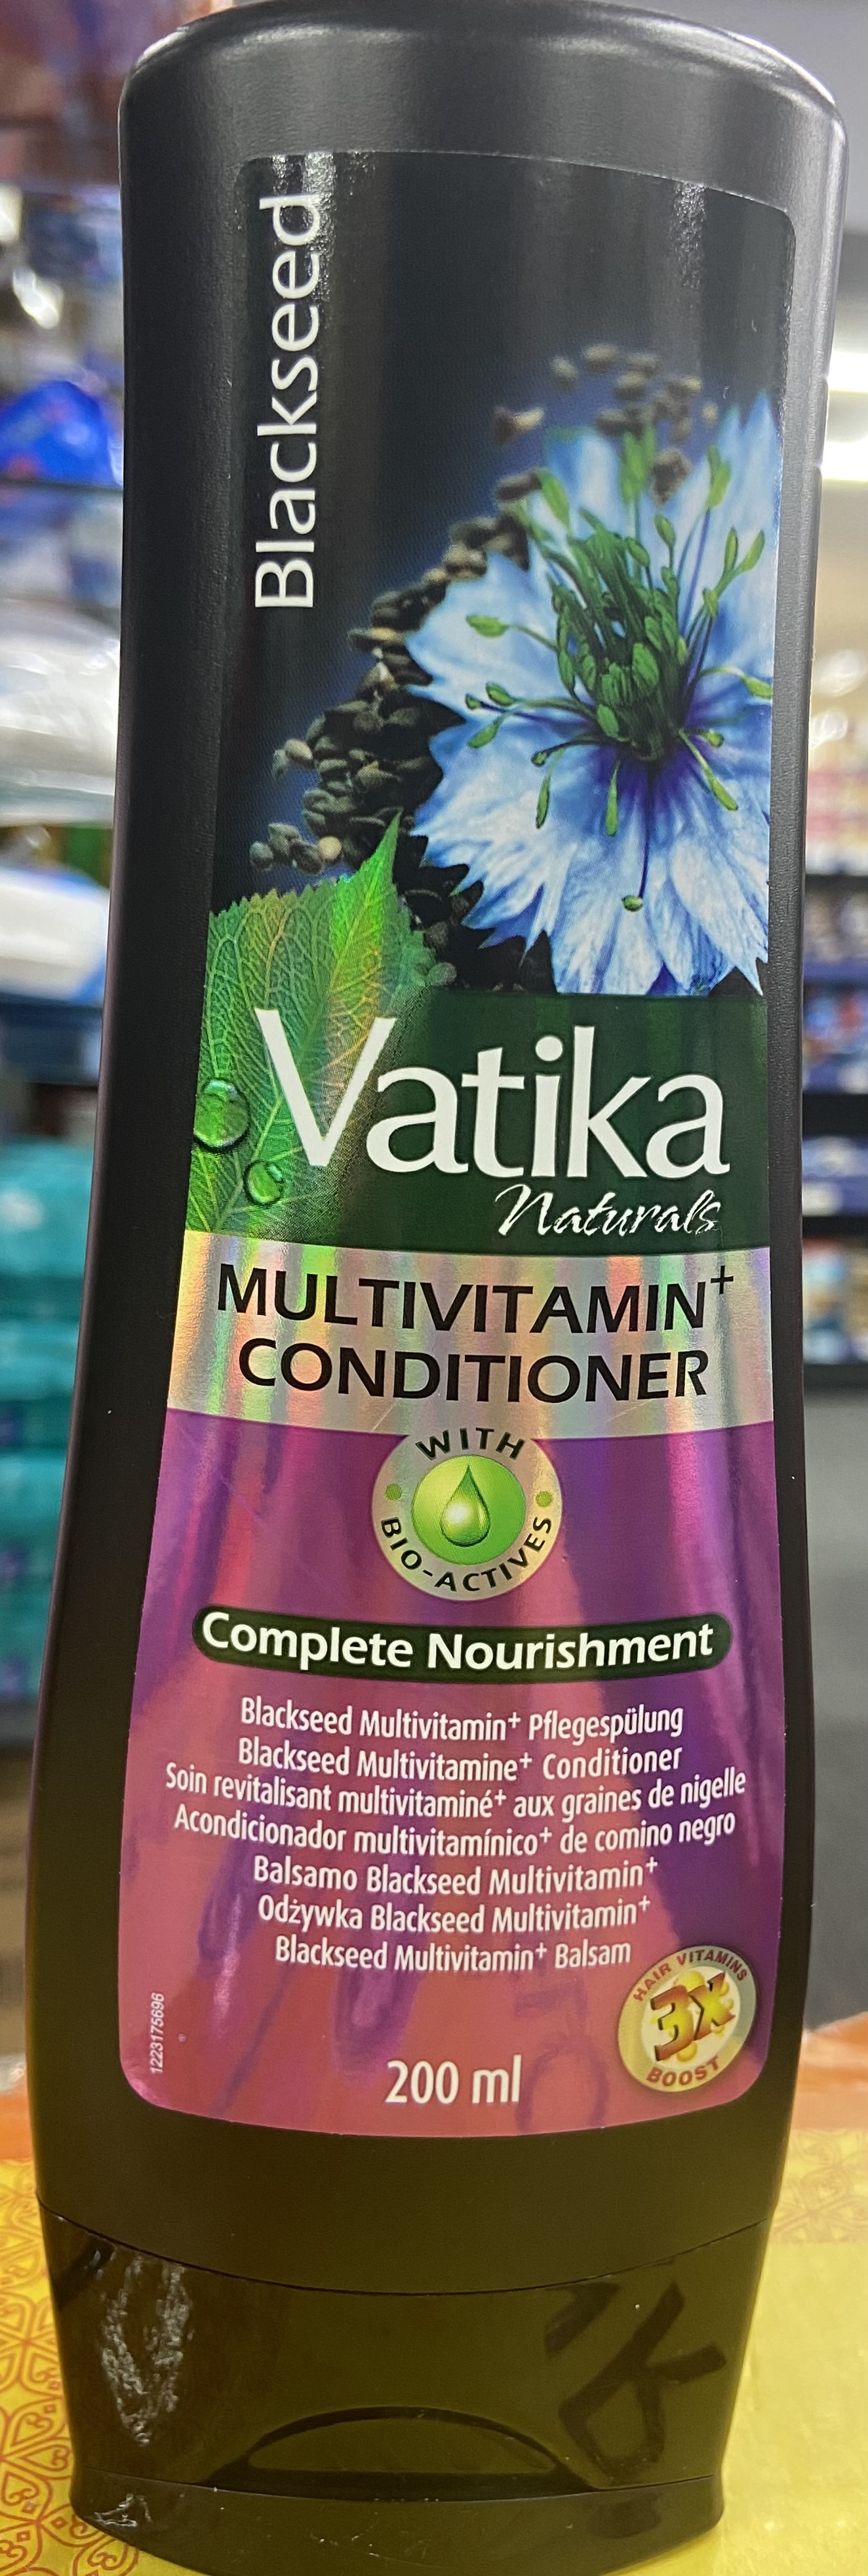 Blackseed
Vatika
Naturals
MULTIVITAMIN+
CONDITIONER
WITH
BIO-ACTIVES
Complete Nourishment
Blackseed Multivitamin+ Pflegespülung
Blackseed Multivitamine+ Conditioner
Soin revitalisant multivitaminé+ aux graines de nigelle
Acondicionador multivitamínico+ de comino negro
Balsamo Blackseed Multivitamin+
Odżywka Blackseed Multivitamin+
Blackseed Multivitamin+ Balsam
HAIR VITAMINS
3X
BOOST
1223175696
200 ml